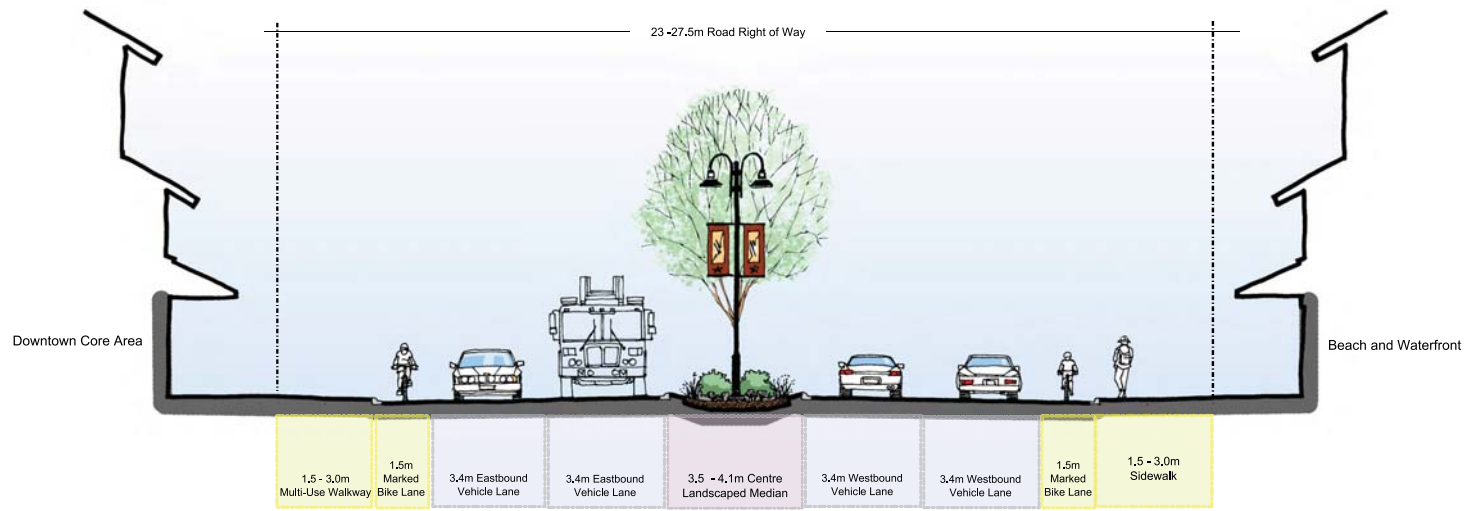 23 -27.5m Road Right of Way
Downtown Core Area
Beach and Waterfront
1.5 - 3.0m
Multi-Use Walkway
1.5m
Marked
Bike Lane
3.4m Eastbound
Vehicle Lane
3.4m Eastbound
Vehicle Lane
3.5 - 4.1m Centre
Landscaped Median
3.4m Westbound
Vehicle Lane
3.4m Westbound
Vehicle Lane
1.5m
Marked
Bike Lane
1.5 - 3.0m
Sidewalk